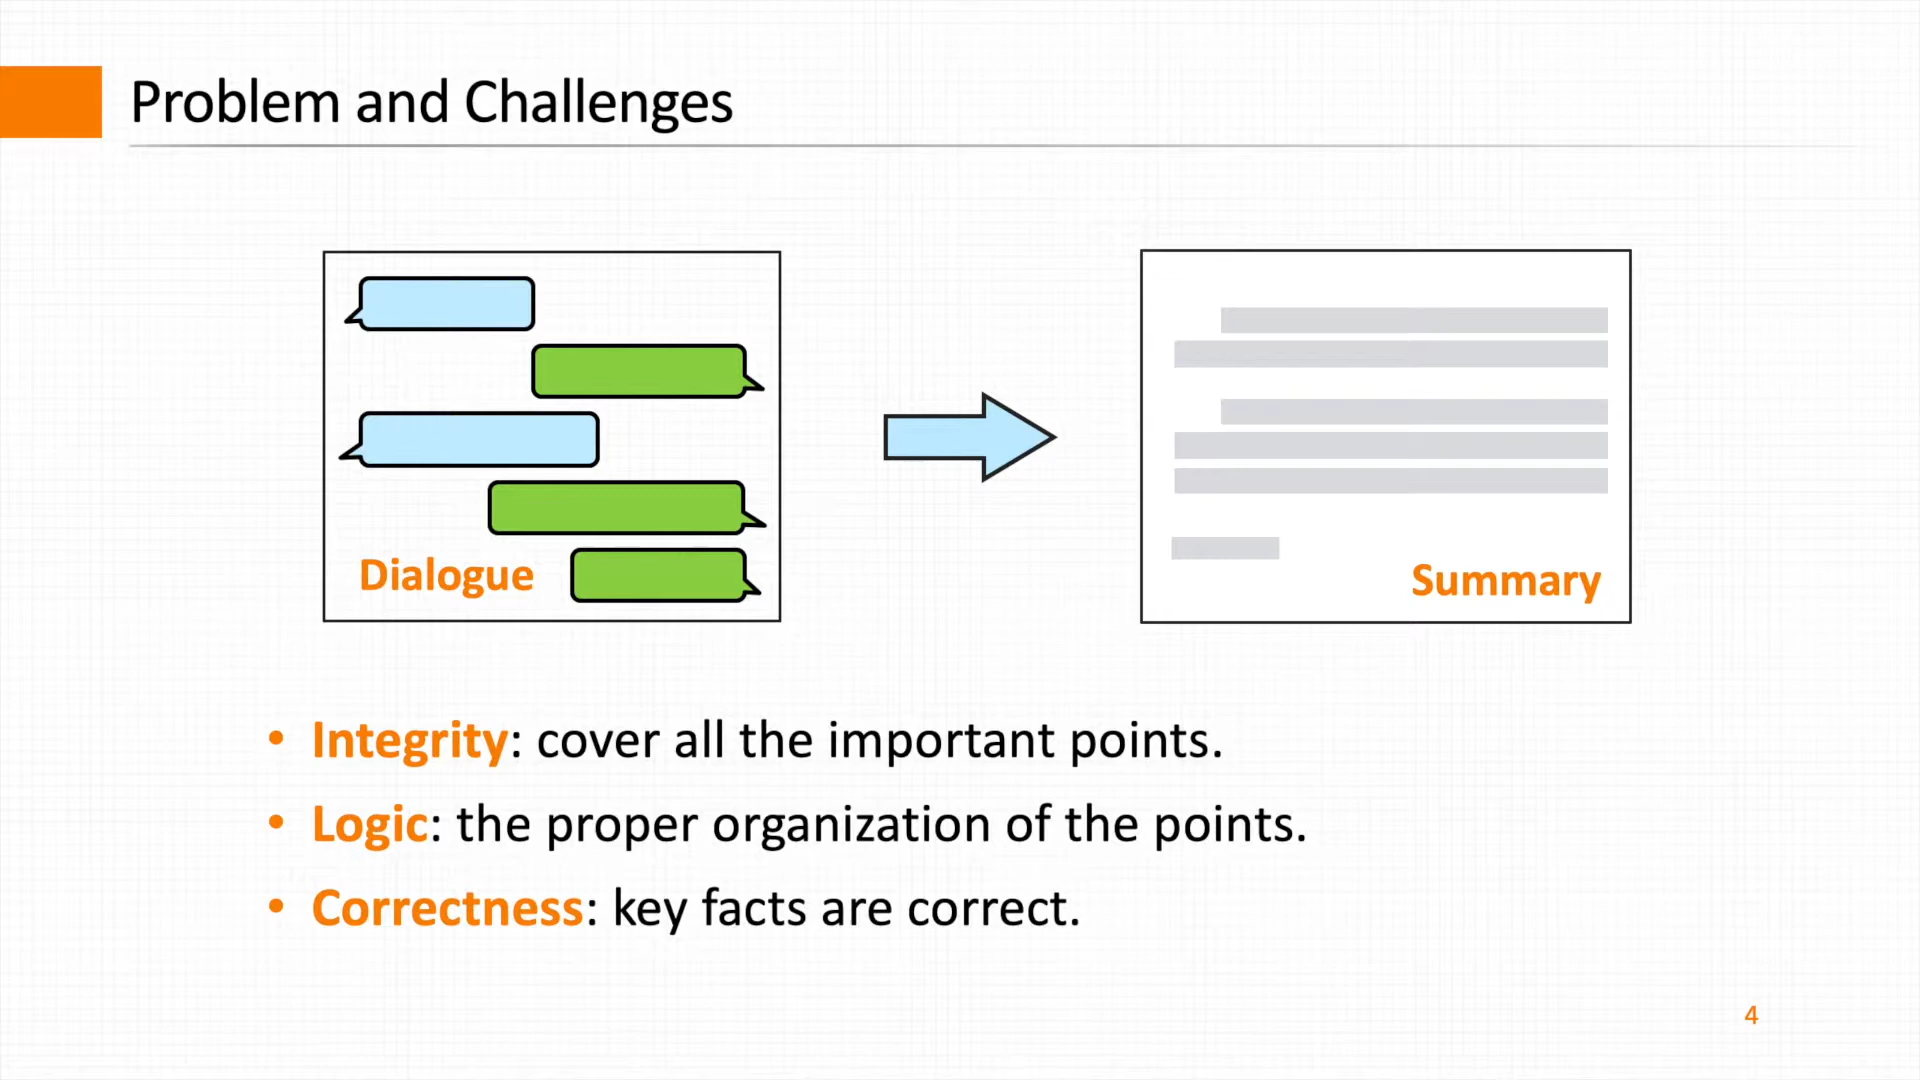 Problem and Challenges
Dialogue
Summary
• Integrity: cover all the important points.
• Logic: the proper organization of the points.
• Correctness: key facts are correct.
4